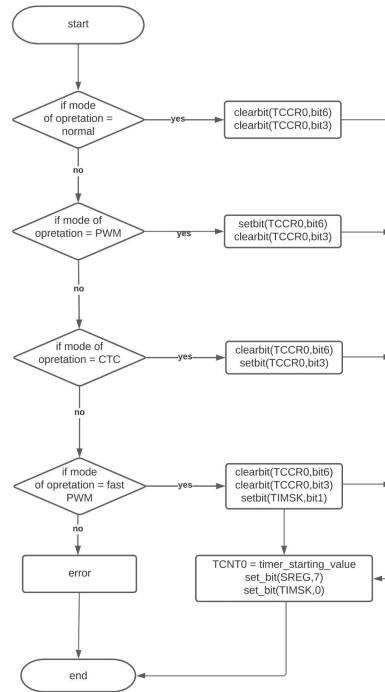 start
if mode
of opretation =
normal
yes
clearbit(TCCR0,bit6)
clearbit(TCCR0,bit3)
no
if mode of
opretation = PWM
yes
setbit(TCCR0,bit6)
clearbit(TCCR0,bit3)
no
if mode of
opretation = CTC
yes
clearbit(TCCR0,bit6)
setbit(TCCR0,bit3)
no
if mode
of opretation = fast
PWM
yes
clearbit(TCCR0,bit6)
clearbit(TCCR0,bit3)
setbit(TIMSK,bit1)
no
error
TCNT0 = timer_starting_value
set_bit(SREG,7)
set_bit(TIMSK,0)
end